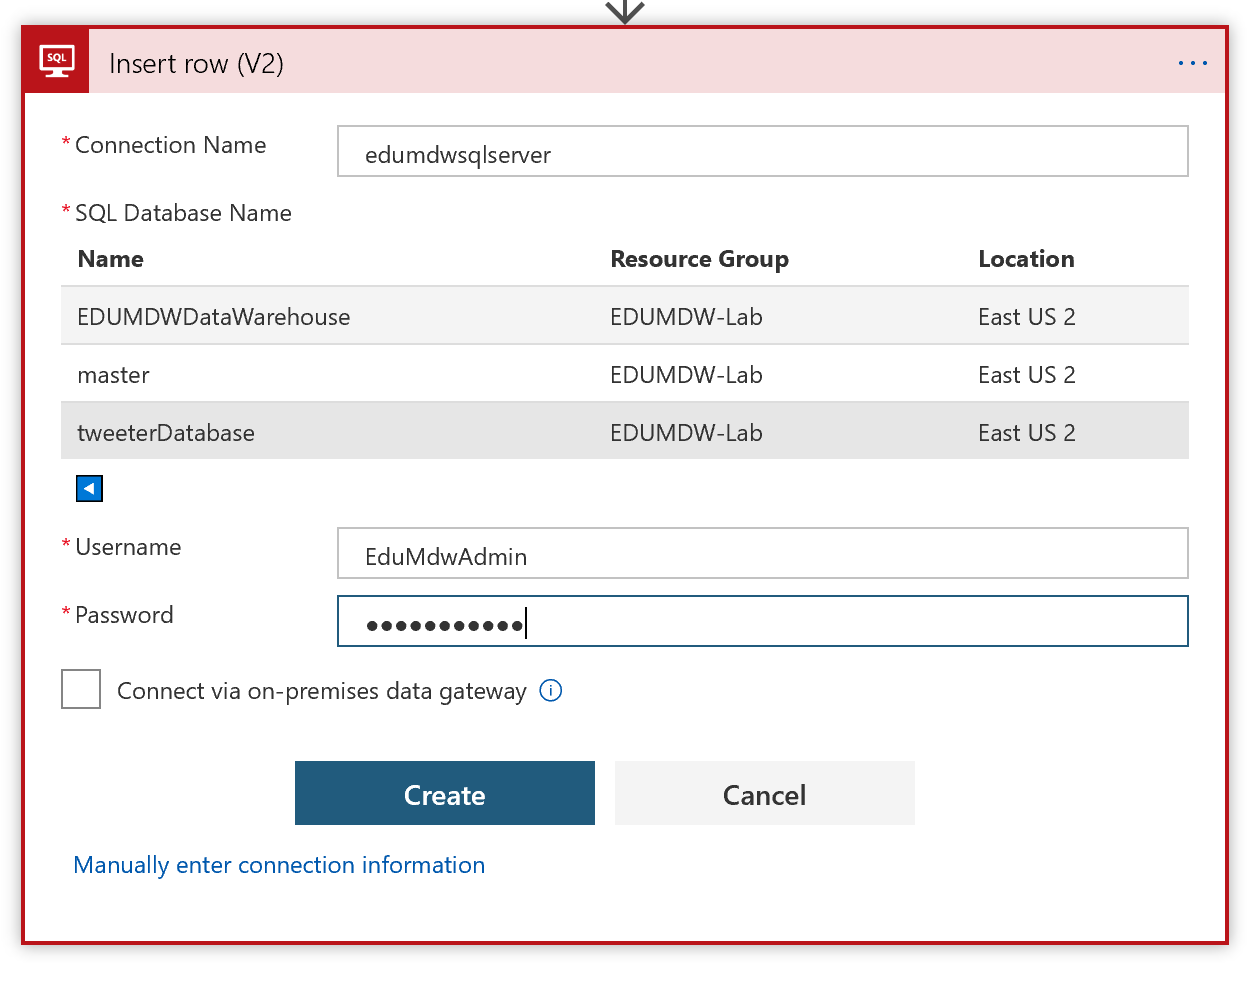 SQL
Insert row (V2)
...
* Connection Name
edumdwsqlserver
* SQL Database Name
Name Resource Group Location
EDUMDWDataWarehouse EDUMDW-Lab East US 2
master EDUMDW-Lab East US 2
tweeterDatabase EDUMDW-Lab East US 2
* Username
EduMdwAdmin
* Password
●●●●●●●●●●●
Connect via on-premises data gateway i
Create Cancel
Manually enter connection information